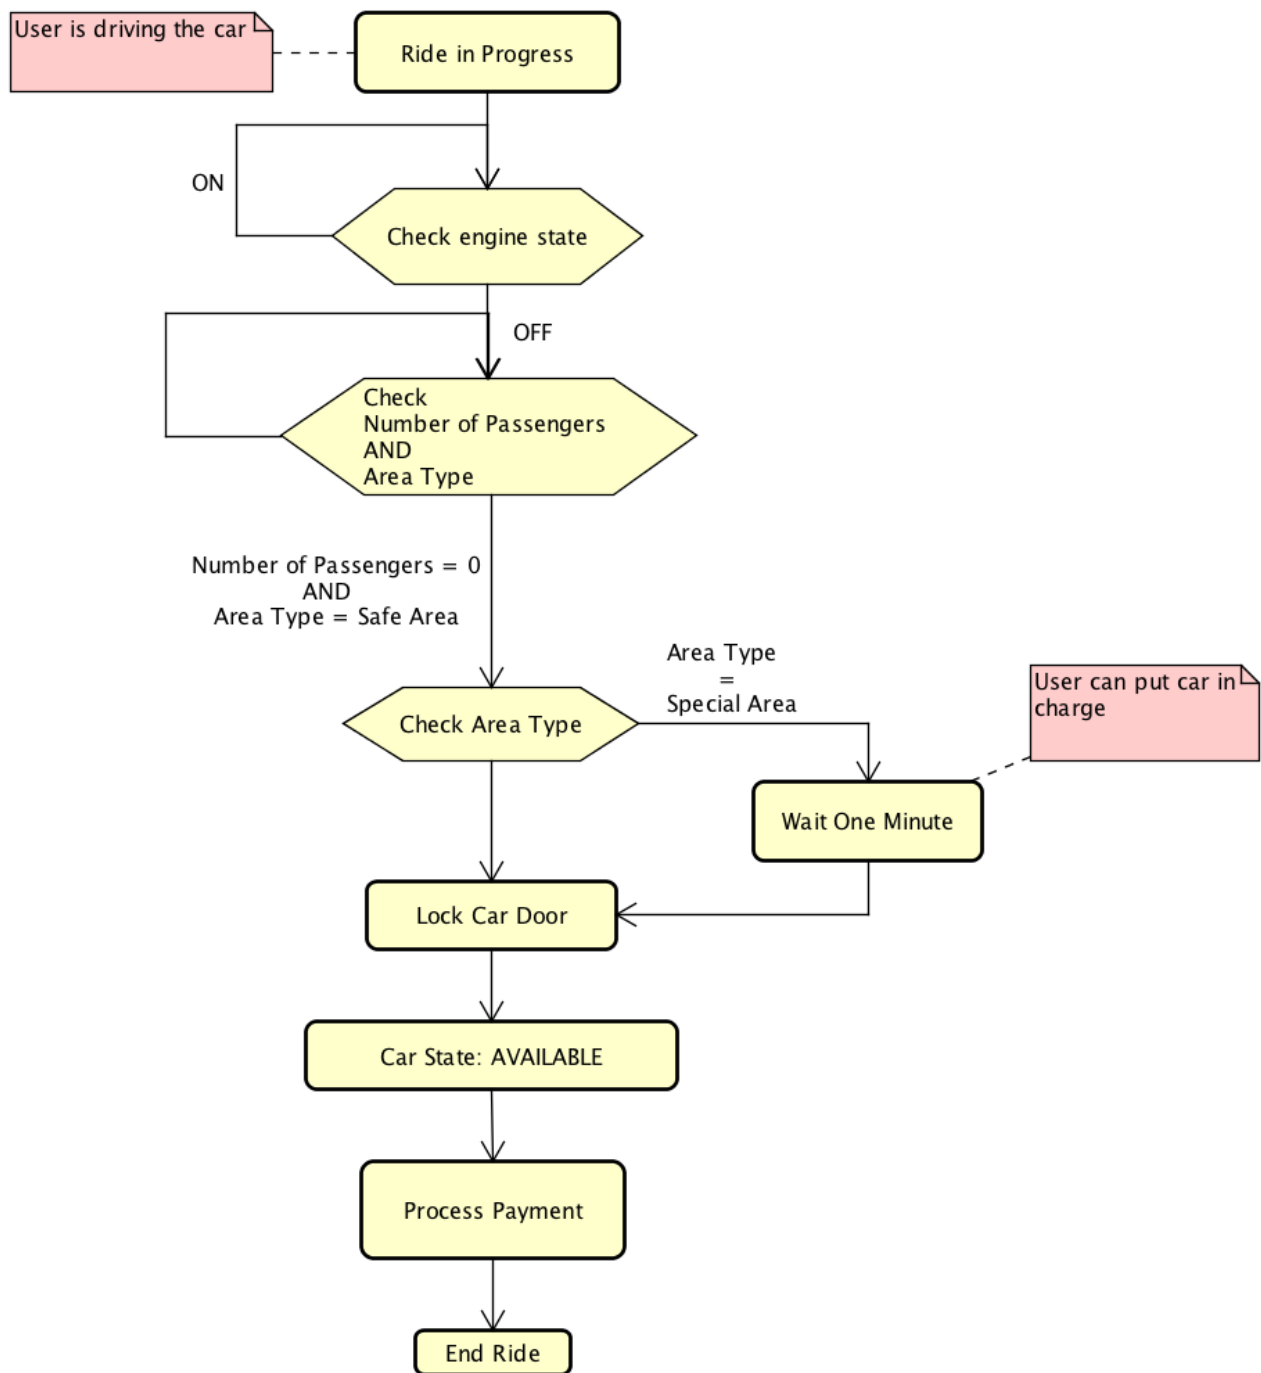 User is driving the car
Ride in Progress
ON
Check engine state
OFF
Check
Number of Passengers
AND
Area Type
Number of Passengers = 0
AND
Area Type = Safe Area
Area Type
=
Special Area
User can put car in
charge
Check Area Type
Wait One Minute
Lock Car Door
Car State: AVAILABLE
Process Payment
End Ride